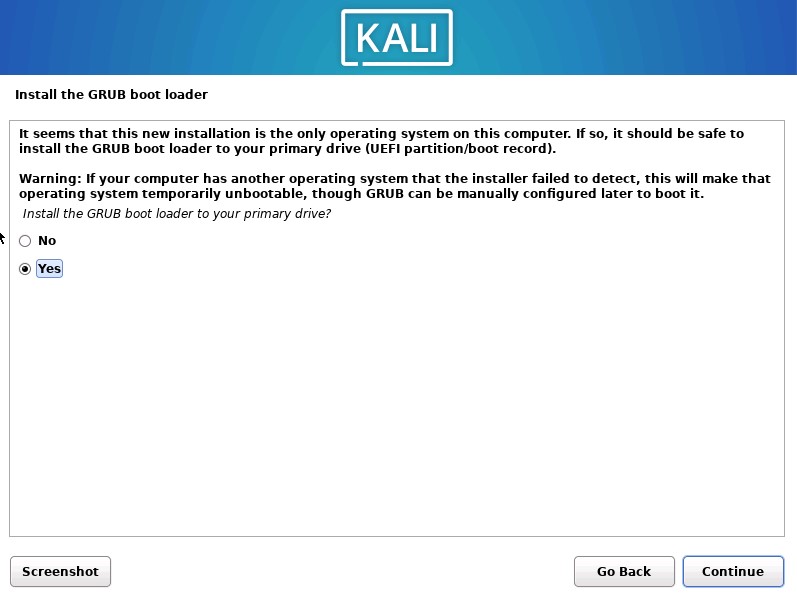 KALI
Install the GRUB boot loader
It seems that this new installation is the only operating system on this computer. If so, it should be safe to
install the GRUB boot loader to your primary drive (UEFI partition/boot record).
Warning: If your computer has another operating system that the installer failed to detect, this will make that
operating system temporarily unbootable, though GRUB can be manually configured later to boot it.
Install the GRUB boot loader to your primary drive?
No
Yes
Screenshot
Go Back
Continue